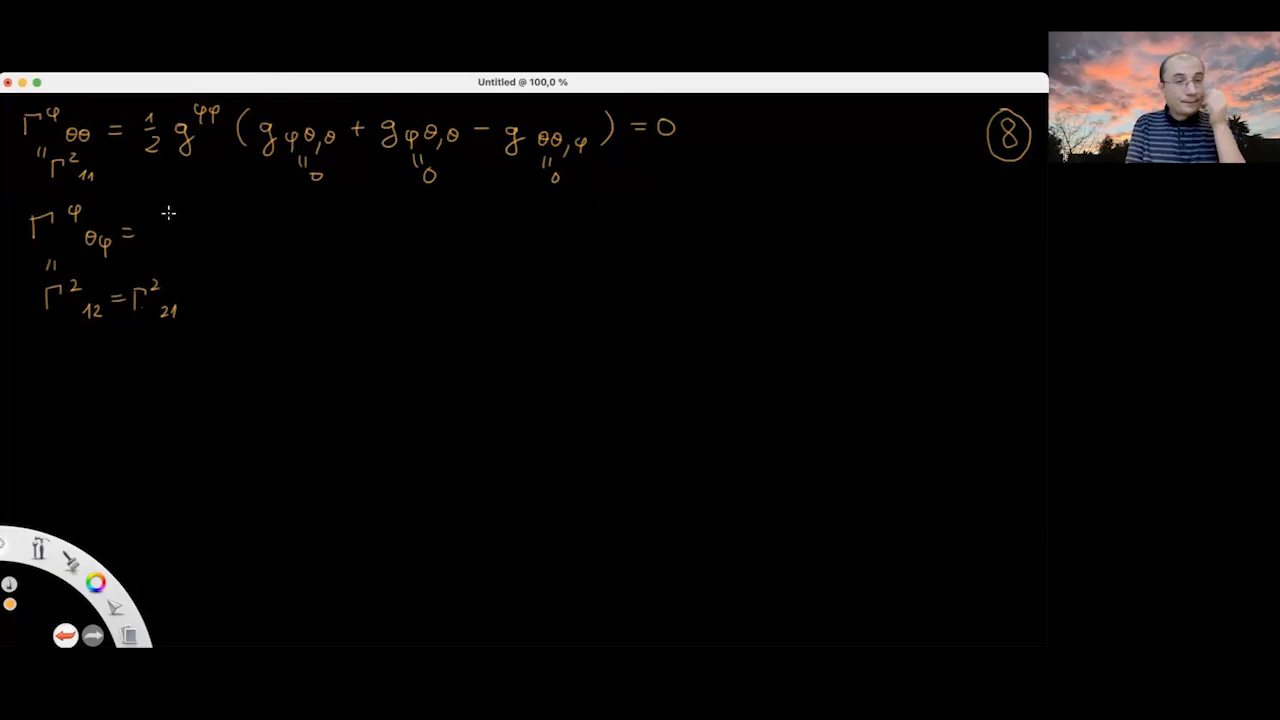 Untitled @ 100,0 %
Γ^φ_θθ = 1/2 g^φφ ( g_φθ,θ + g_φθ,θ − g_θθ,φ ) = 0
8
" " " "
Γ^2_11 0 0 0
Γ^φ_θφ =
"
Γ^2_12 = Γ^2_21